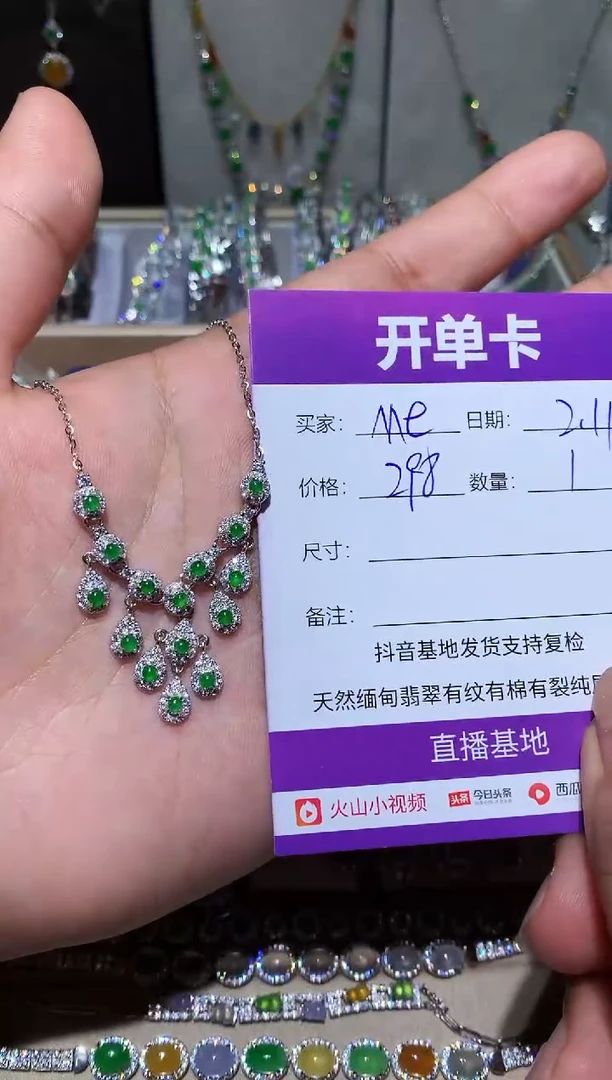 开单卡
买家: Me 日期: 2.11
价格: 298 数量: 1
尺寸:
备注:
抖音基地发货支持复检
天然缅甸翡翠有纹有棉有裂纯
直播基地
火山小视频 头条 今日头条 西瓜